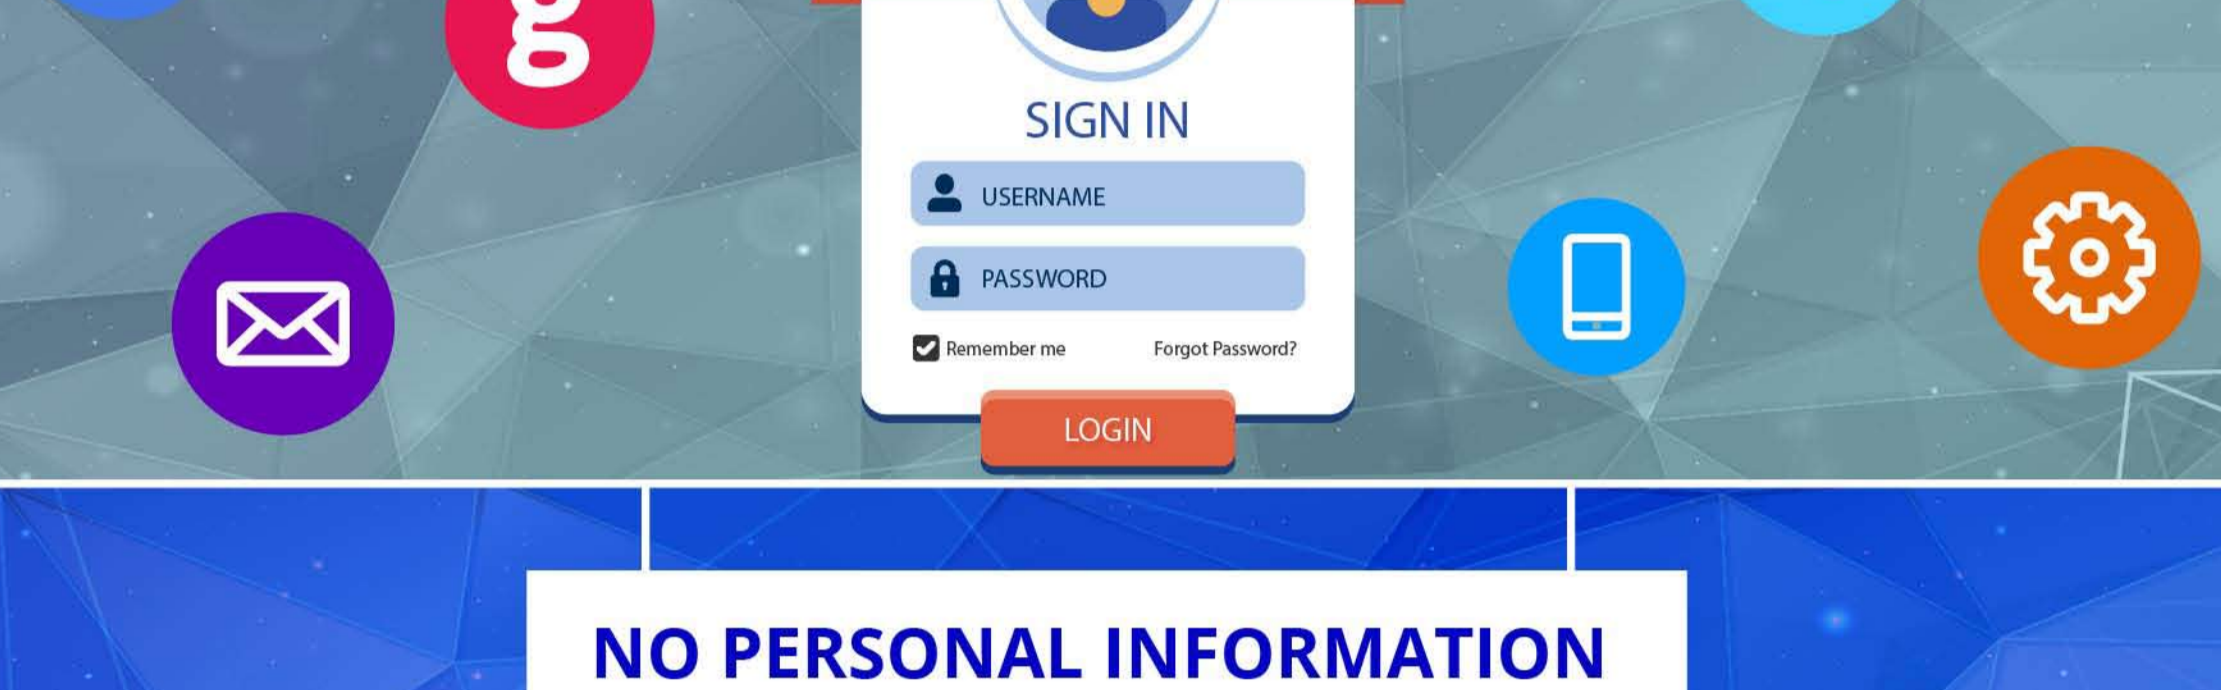 g
SIGN IN
USERNAME
PASSWORD
Remember me Forgot Password?
LOGIN
NO PERSONAL INFORMATION